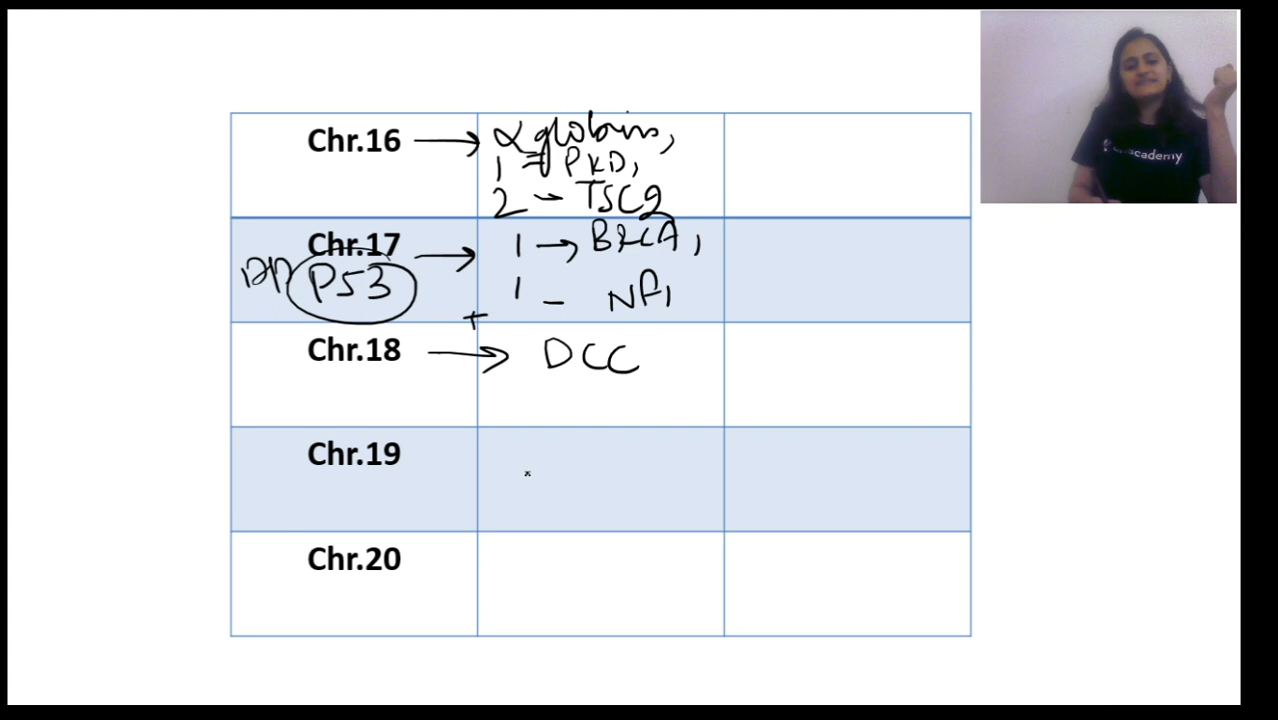 Chr.16 → α globins,
1 → PKD,
2 - TSC2
Chr.17 → 1 → BRCA,
P53 1 - NF1
+
Chr.18 → DCC
Chr.19
Chr.20
academy